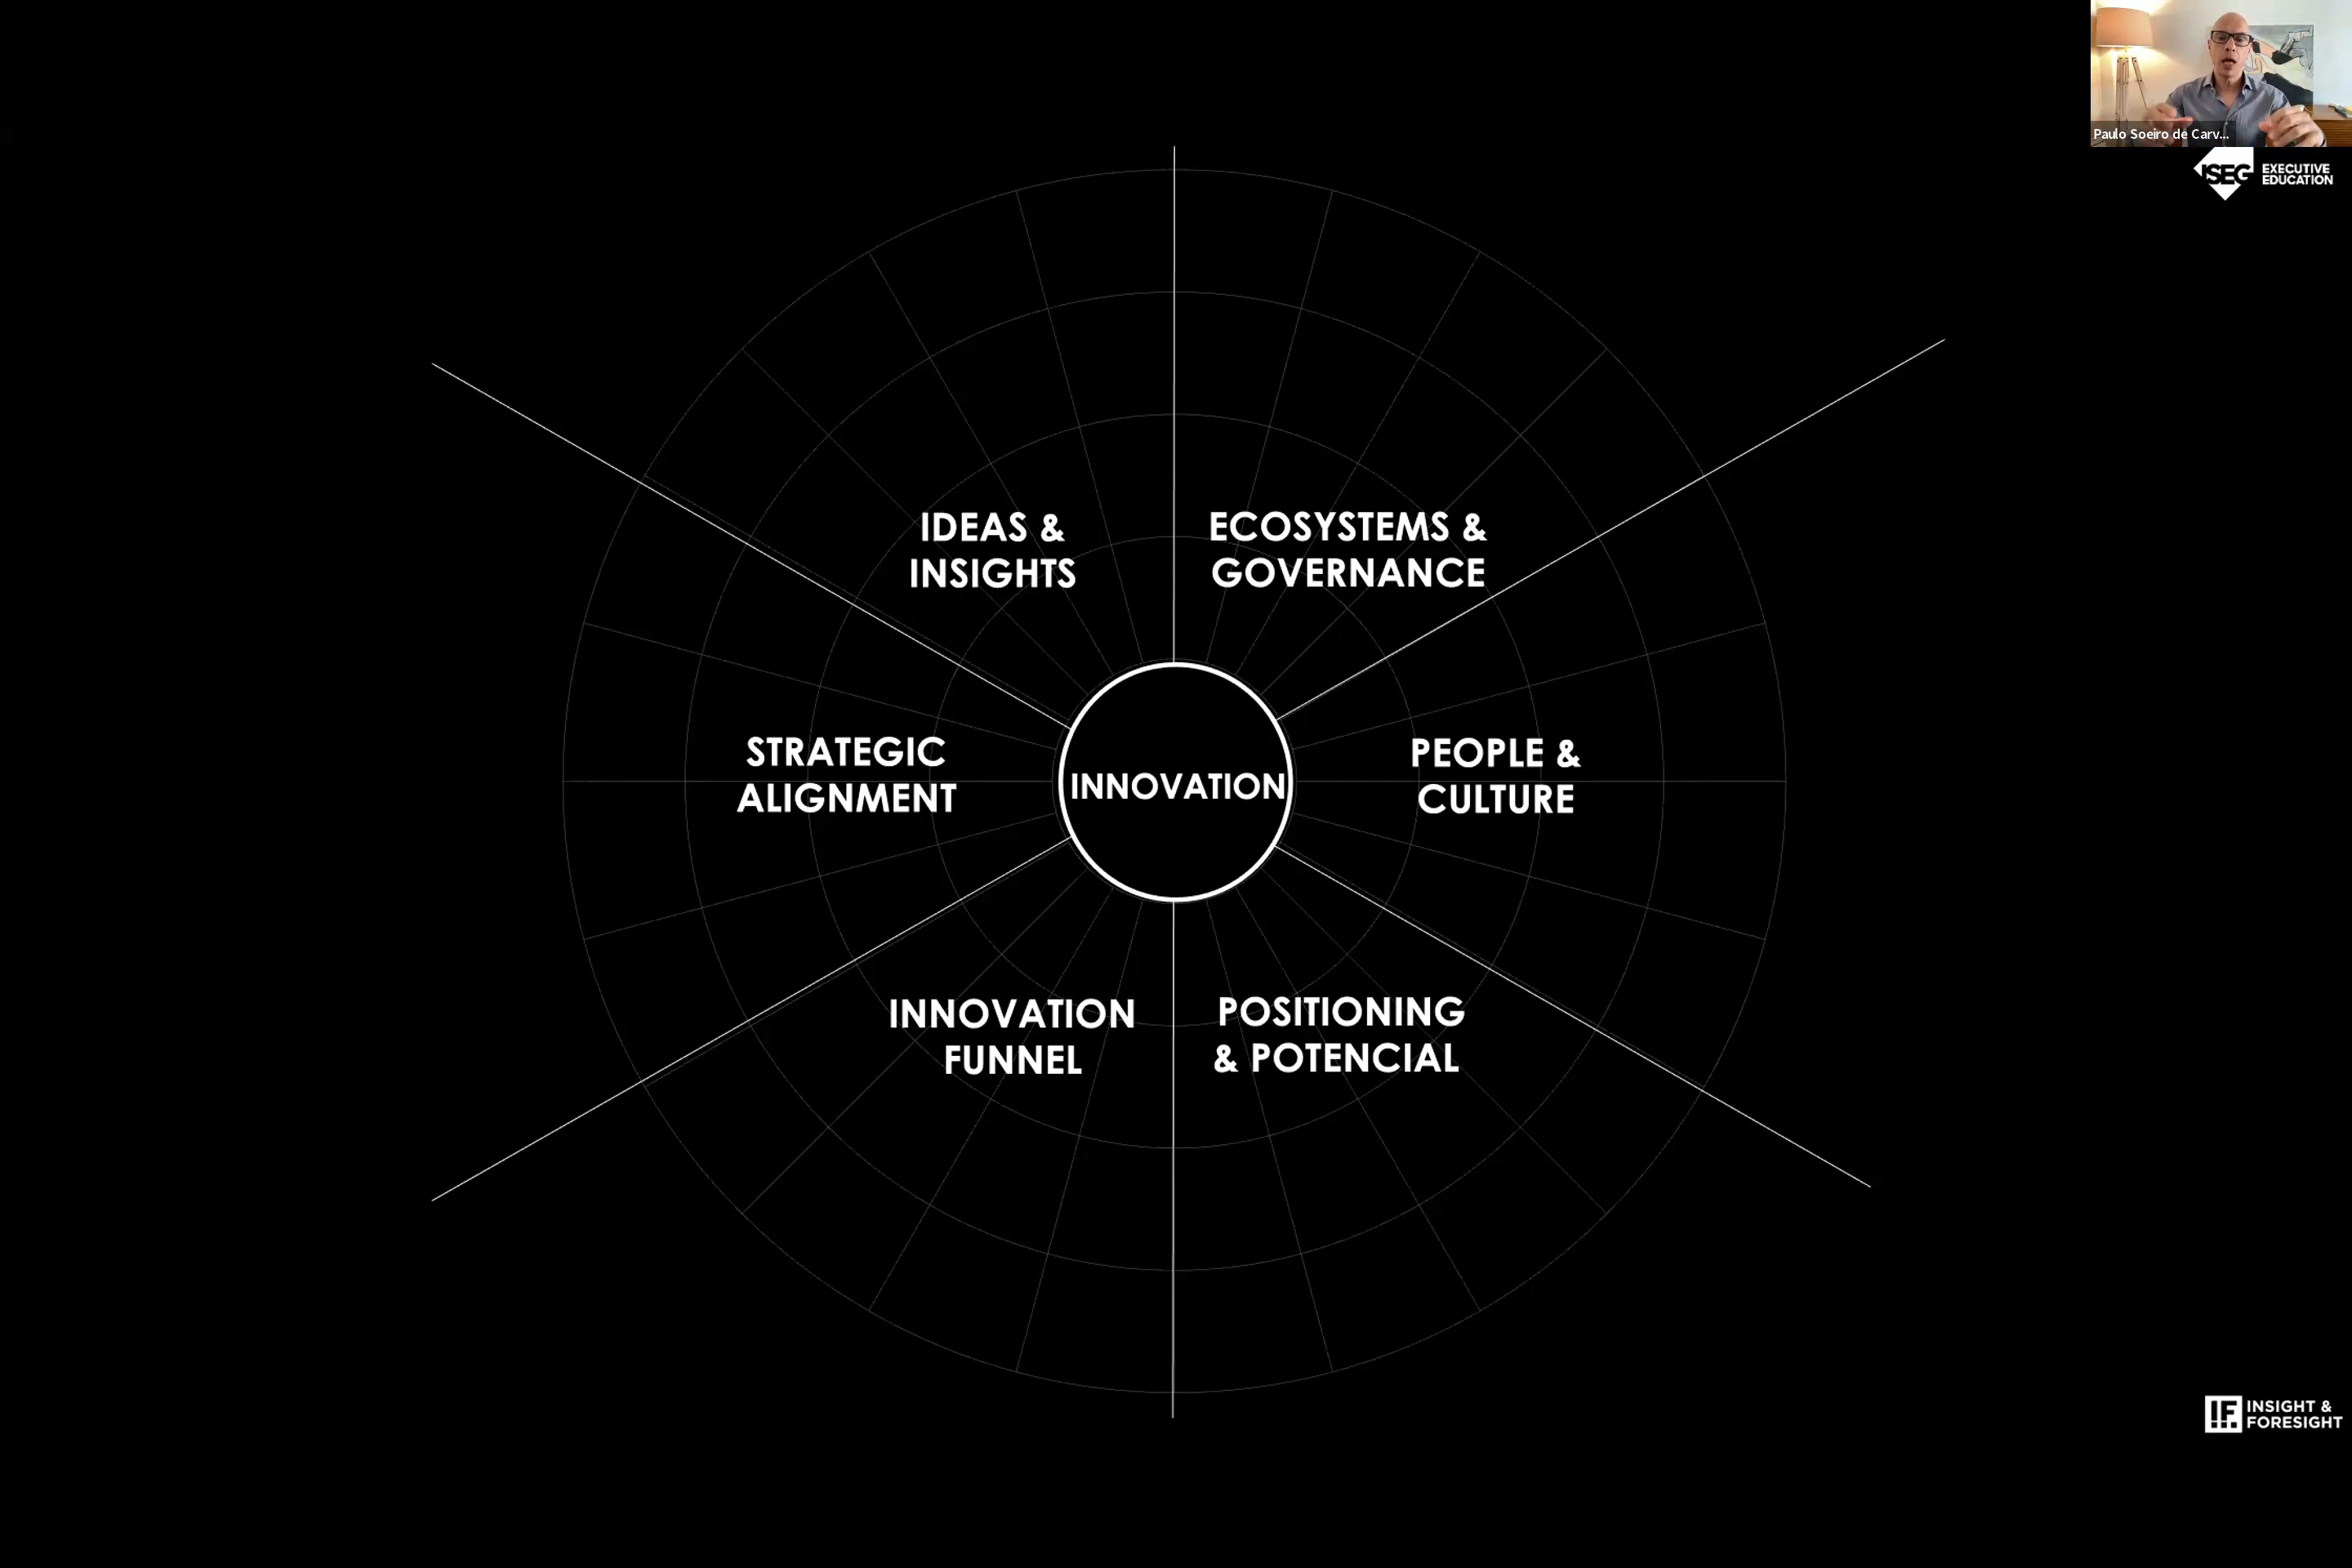 Paulo Soeiro de Carv...
ISEG
EXECUTIVE
EDUCATION
IDEAS &
INSIGHTS
ECOSYSTEMS &
GOVERNANCE
STRATEGIC
ALIGNMENT
INNOVATION
PEOPLE &
CULTURE
INNOVATION
FUNNEL
POSITIONING
& POTENCIAL
IF.
INSIGHT &
FORESIGHT